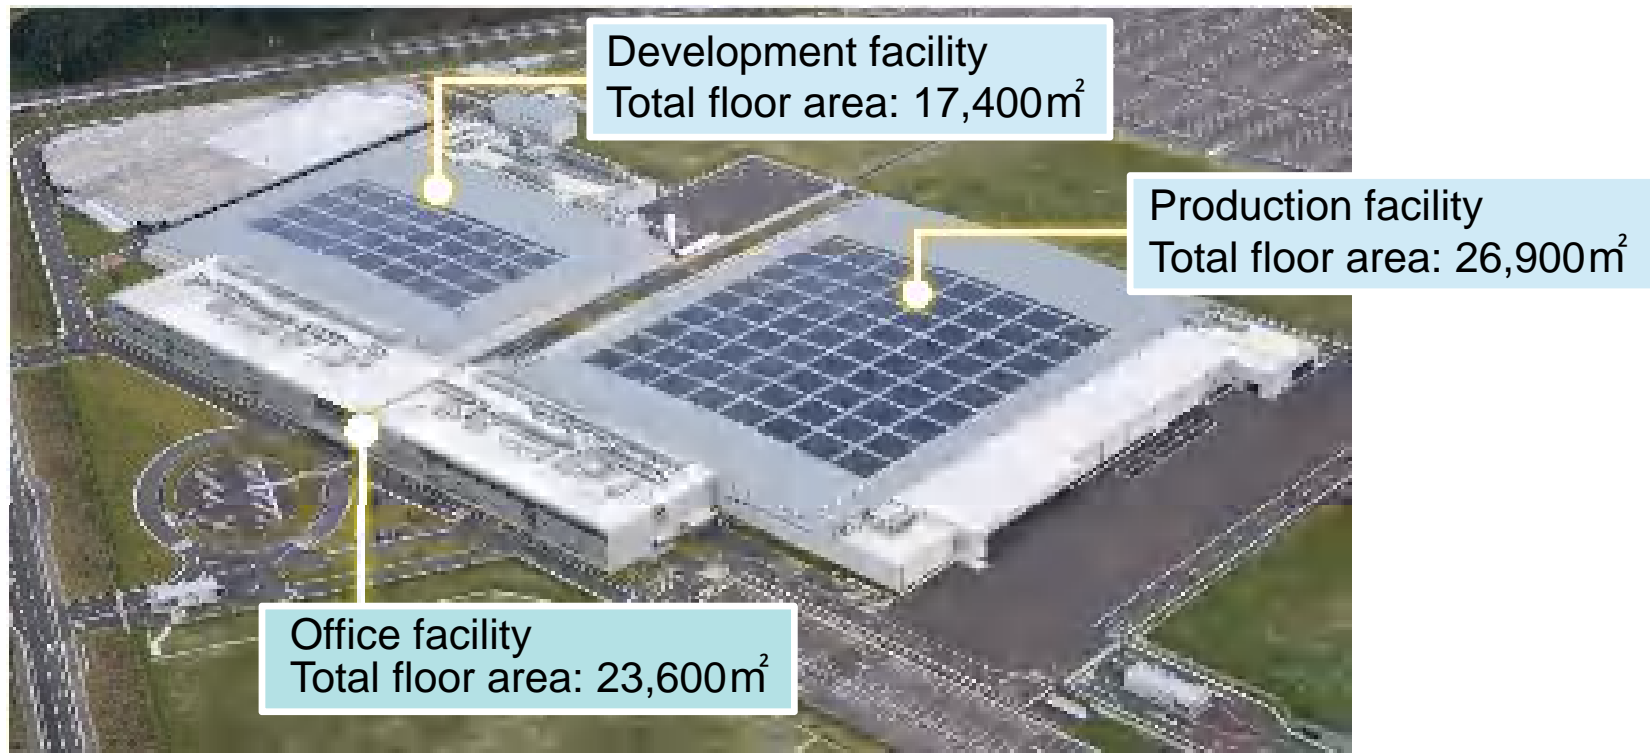 Development facility
Total floor area: 17,400㎡
Production facility
Total floor area: 26,900㎡
Office facility
Total floor area: 23,600㎡